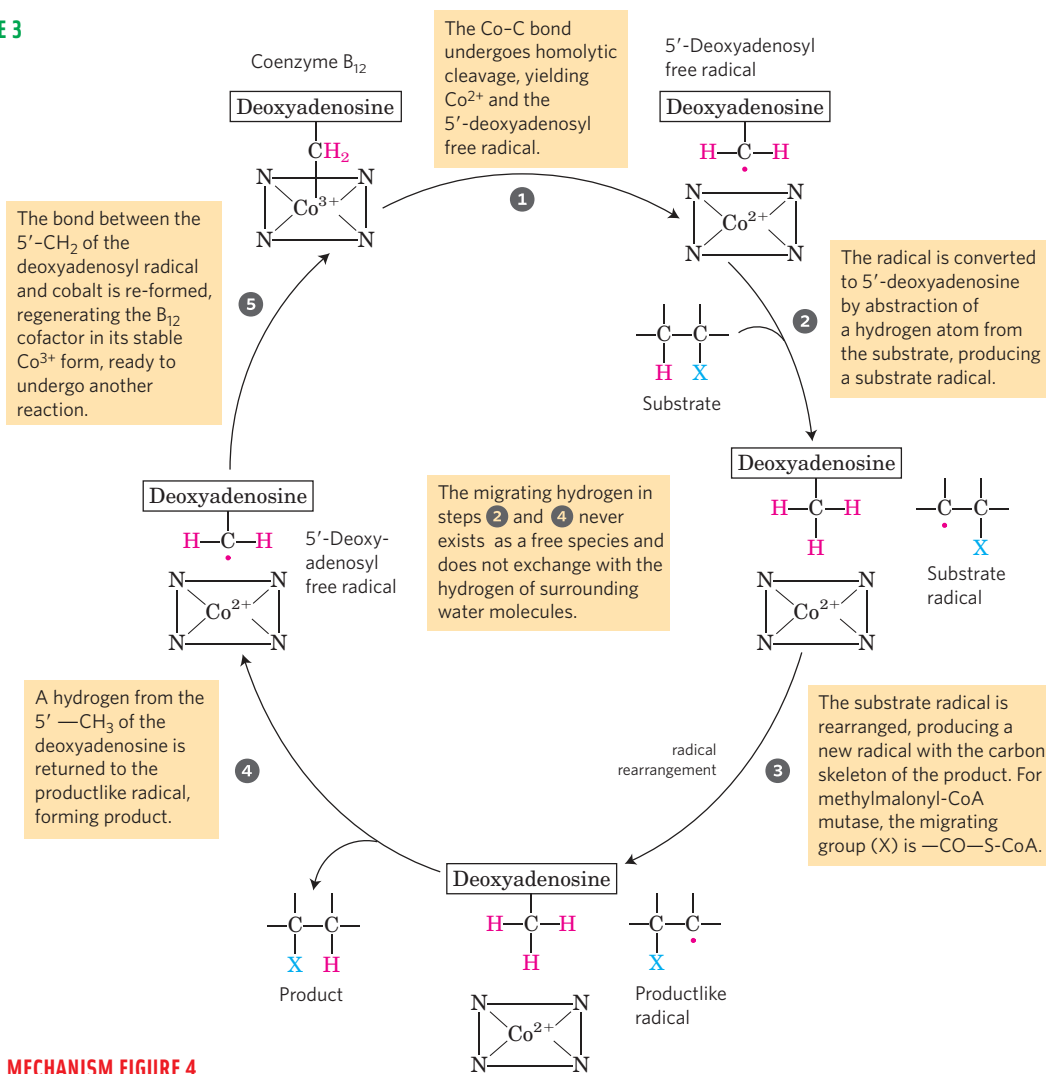 E 3
Coenzyme B12
Deoxyadenosine
CH2
N
N
Co3+
N
N
The Co–C bond
undergoes homolytic
cleavage, yielding
Co2+ and the
5′-deoxyadenosyl
free radical.
1
5′-Deoxyadenosyl
free radical
Deoxyadenosine
H—C—H
N
N
Co2+
N
N
The radical is converted
to 5′-deoxyadenosine
by abstraction of
a hydrogen atom from
the substrate, producing
a substrate radical.
2
—C—C—
H X
Substrate
Deoxyadenosine
H—C—H
H
N
N
Co2+
N
N
—C—C—
X
Substrate
radical
The substrate radical is
rearranged, producing a
new radical with the carbon
skeleton of the product. For
methylmalonyl-CoA
mutase, the migrating
group (X) is —CO—S-CoA.
3
radical
rearrangement
Deoxyadenosine
H—C—H
H
N
N
Co2+
N
N
—C—C—
X
Productlike
radical
—C—C—
X H
Product
A hydrogen from the
5′ —CH3 of the
deoxyadenosine is
returned to the
productlike radical,
forming product.
4
Deoxyadenosine
H—C—H
5′-Deoxy-
adenosyl
free radical
N
N
Co2+
N
N
The bond between the
5′-CH2 of the
deoxyadenosyl radical
and cobalt is re-formed,
regenerating the B12
cofactor in its stable
Co3+ form, ready to
undergo another
reaction.
5
The migrating hydrogen in
steps 2 and 4 never
exists as a free species and
does not exchange with the
hydrogen of surrounding
water molecules.
MECHANISM FIGURE 4